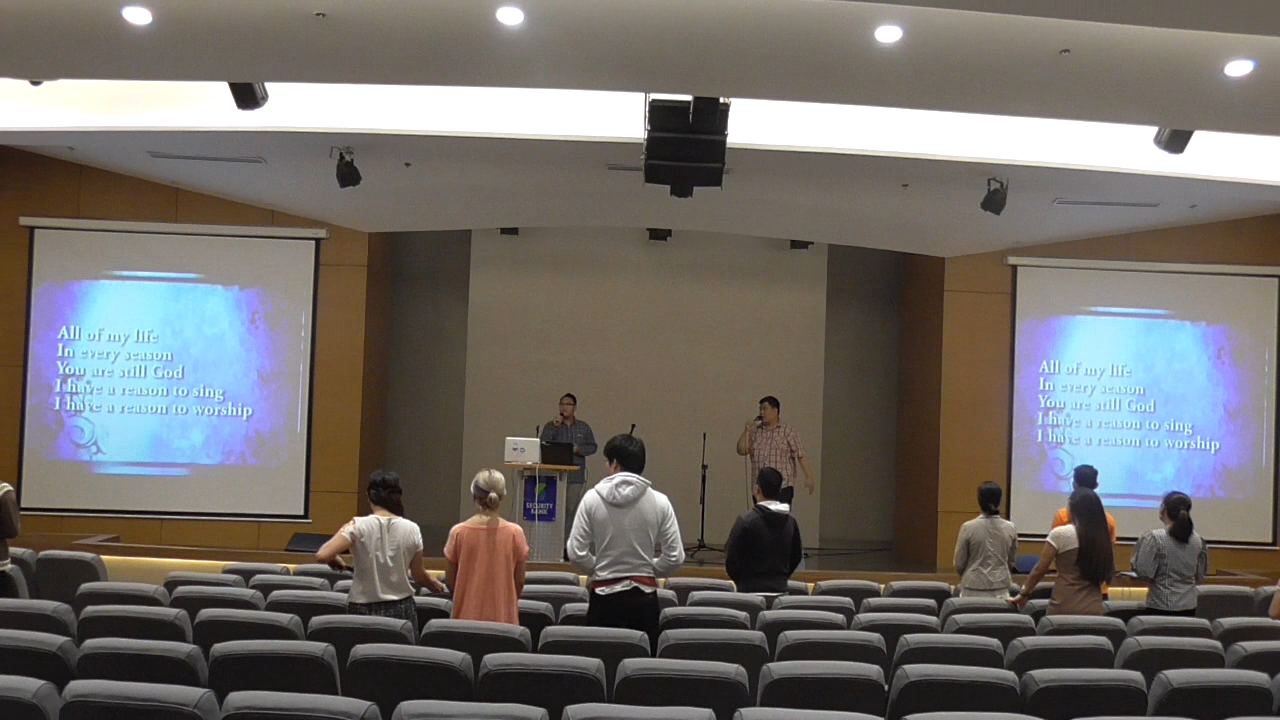 All of my life
In every season
You are still God
I have a reason to sing
I have a reason to worship
SECURITY
BANK
All of my life
In every season
You are still God
I have a reason to sing
I have a reason to worship